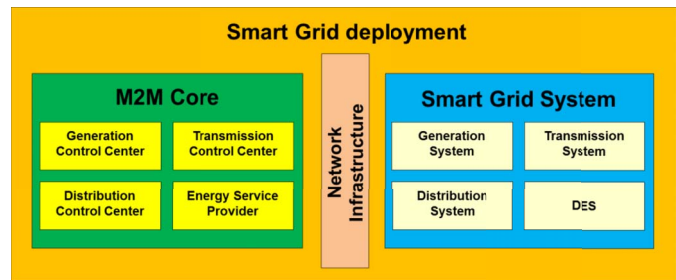 Smart Grid deployment
M2M Core
Generation
Control Center
Transmission
Control Center
Distribution
Control Center
Energy Service
Provider
Network
Infrastructure
Smart Grid System
Generation
System
Transmission
System
Distribution
System
DES